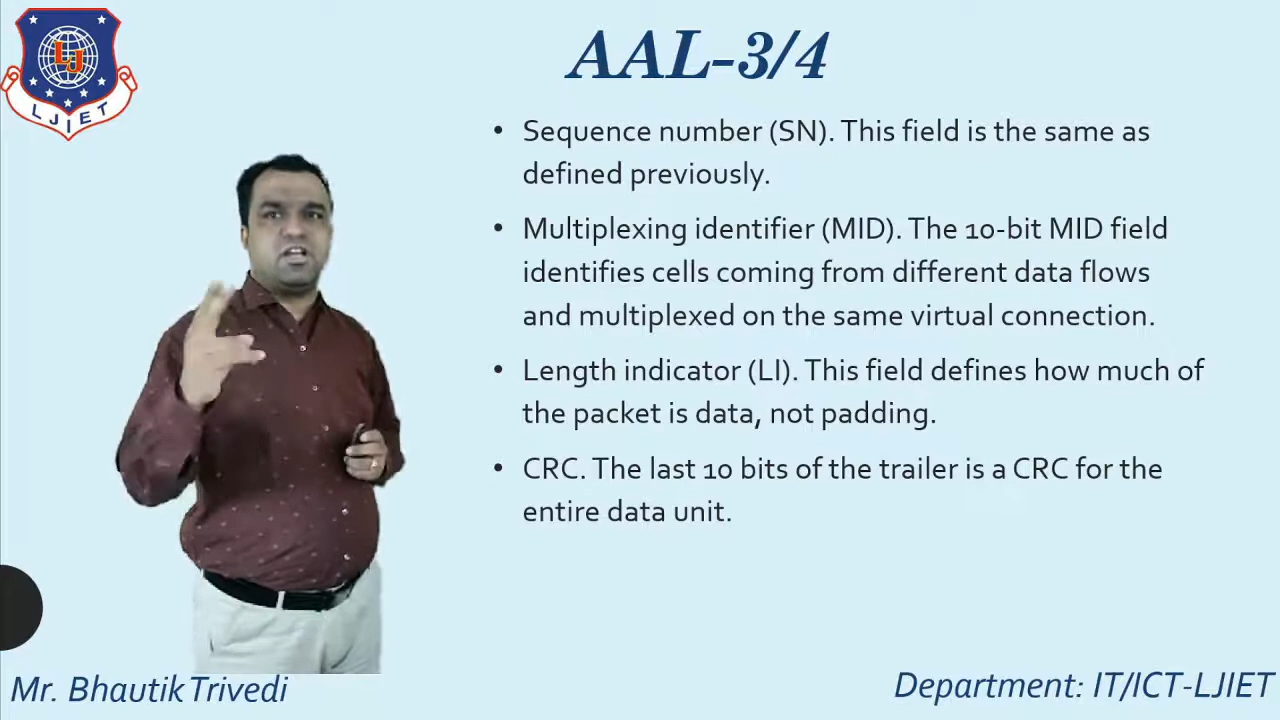 LJ
LJIET
AAL-3/4
• Sequence number (SN). This field is the same as
defined previously.
• Multiplexing identifier (MID). The 10-bit MID field
identifies cells coming from different data flows
and multiplexed on the same virtual connection.
• Length indicator (LI). This field defines how much of
the packet is data, not padding.
• CRC. The last 10 bits of the trailer is a CRC for the
entire data unit.
Mr. Bhautik Trivedi
Department: IT/ICT-LJIET